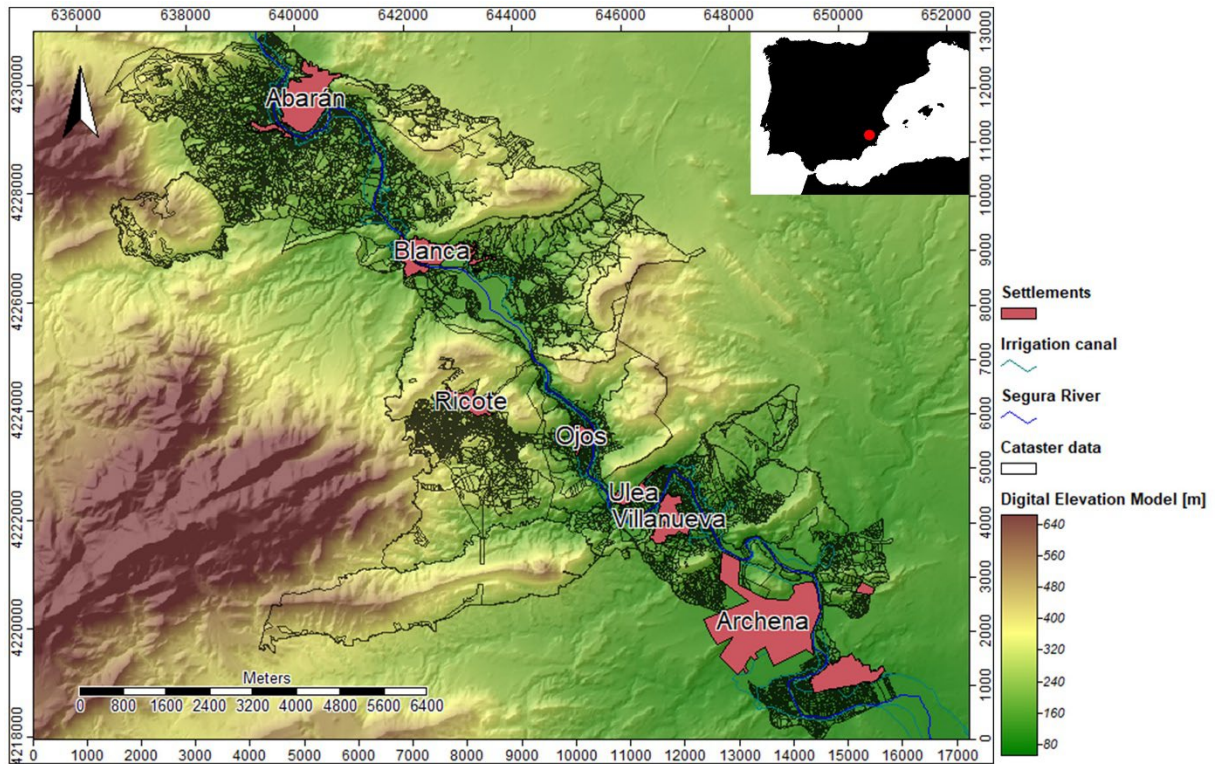 636000 638000 640000 642000 644000 646000 648000 650000 652000
4230000
4228000
4226000
4224000
4222000
4220000
4218000
13000
12000
11000
10000
9000
8000
7000
6000
5000
4000
3000
2000
1000
0
Abarán
Blanca
Ricote
Ojos
Ulea
Villanueva
Archena
Meters
0 800 1600 2400 4000 4800 5600 6400
0 1000 2000 3000 4000 5000 6000 7000 8000 9000 10000 11000 12000 13000 14000 15000 16000 17000
Settlements
Irrigation canal
Segura River
Cataster data
Digital Elevation Model [m]
640
560
480
400
320
240
160
80